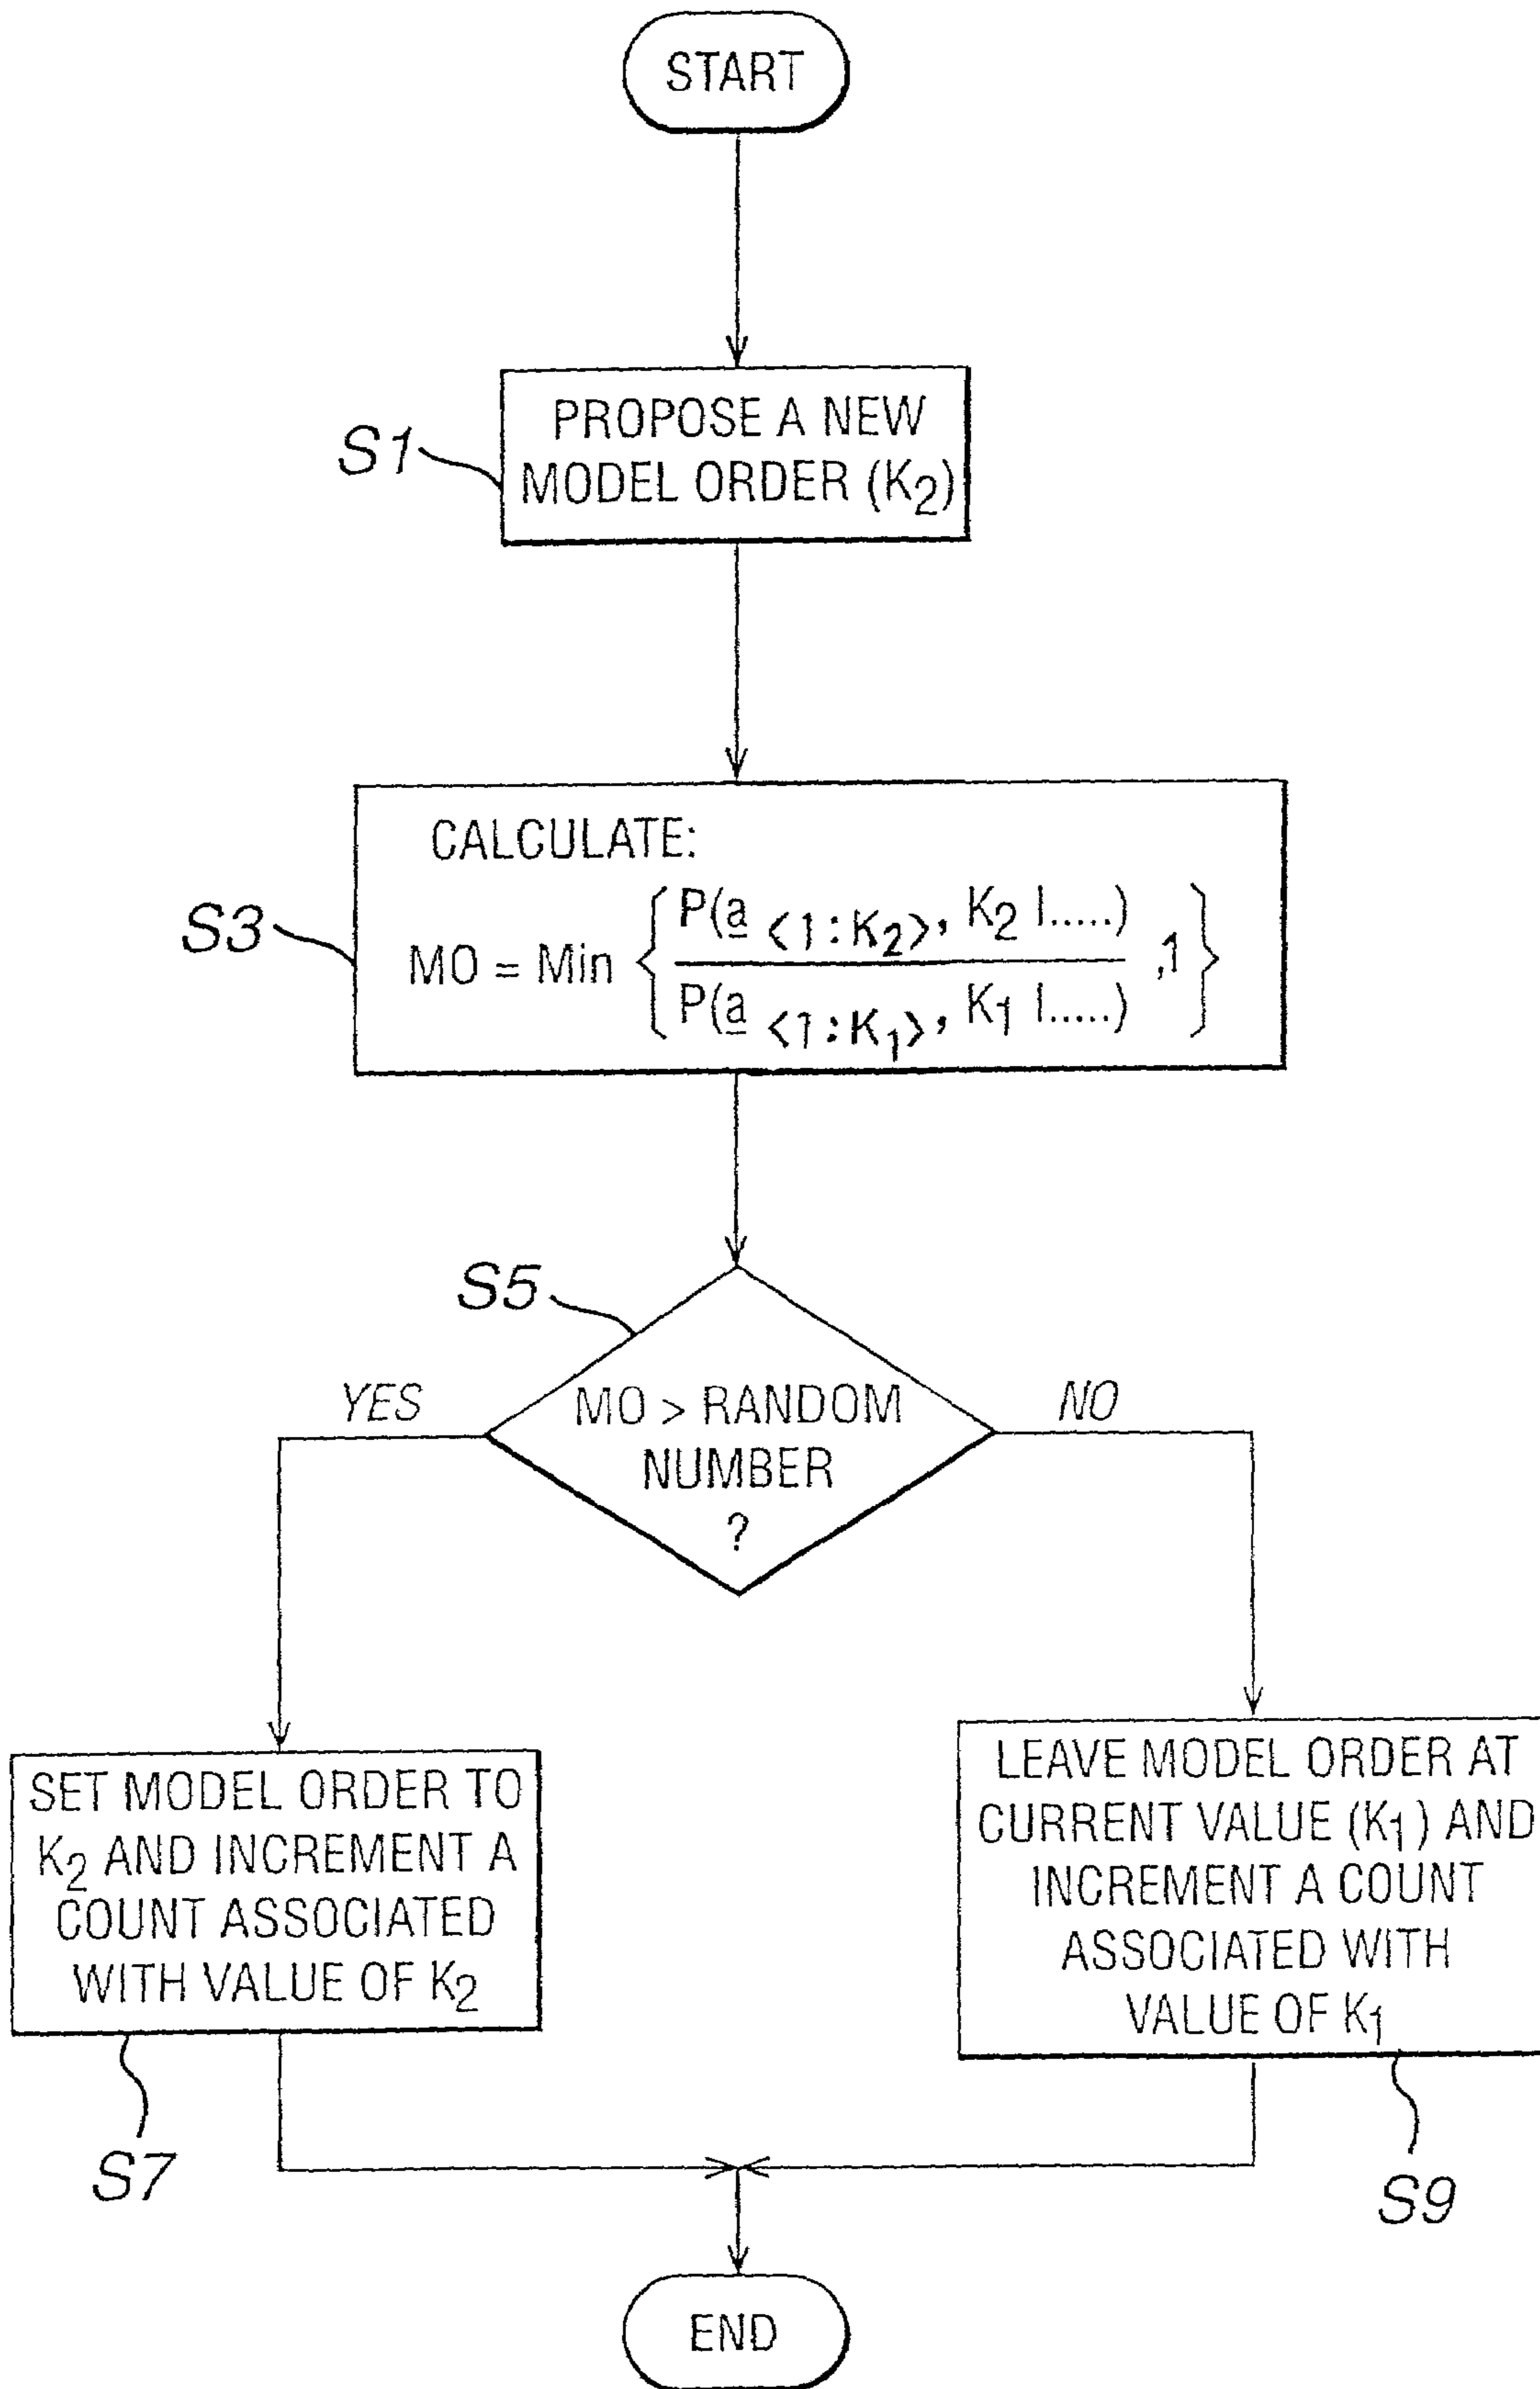 START
S1
PROPOSE A NEW
MODEL ORDER (K₂)
S3
CALCULATE:
MO = Min { P(a̲ <1:K₂>, K₂ |.....) / P(a̲ <1:K₁>, K₁ |.....) ,1 }
S5
YES
MO > RANDOM
NUMBER
?
NO
SET MODEL ORDER TO
K₂ AND INCREMENT A
COUNT ASSOCIATED
WITH VALUE OF K₂
S7
LEAVE MODEL ORDER AT
CURRENT VALUE (K₁) AND
INCREMENT A COUNT
ASSOCIATED WITH
VALUE OF K₁
S9
END